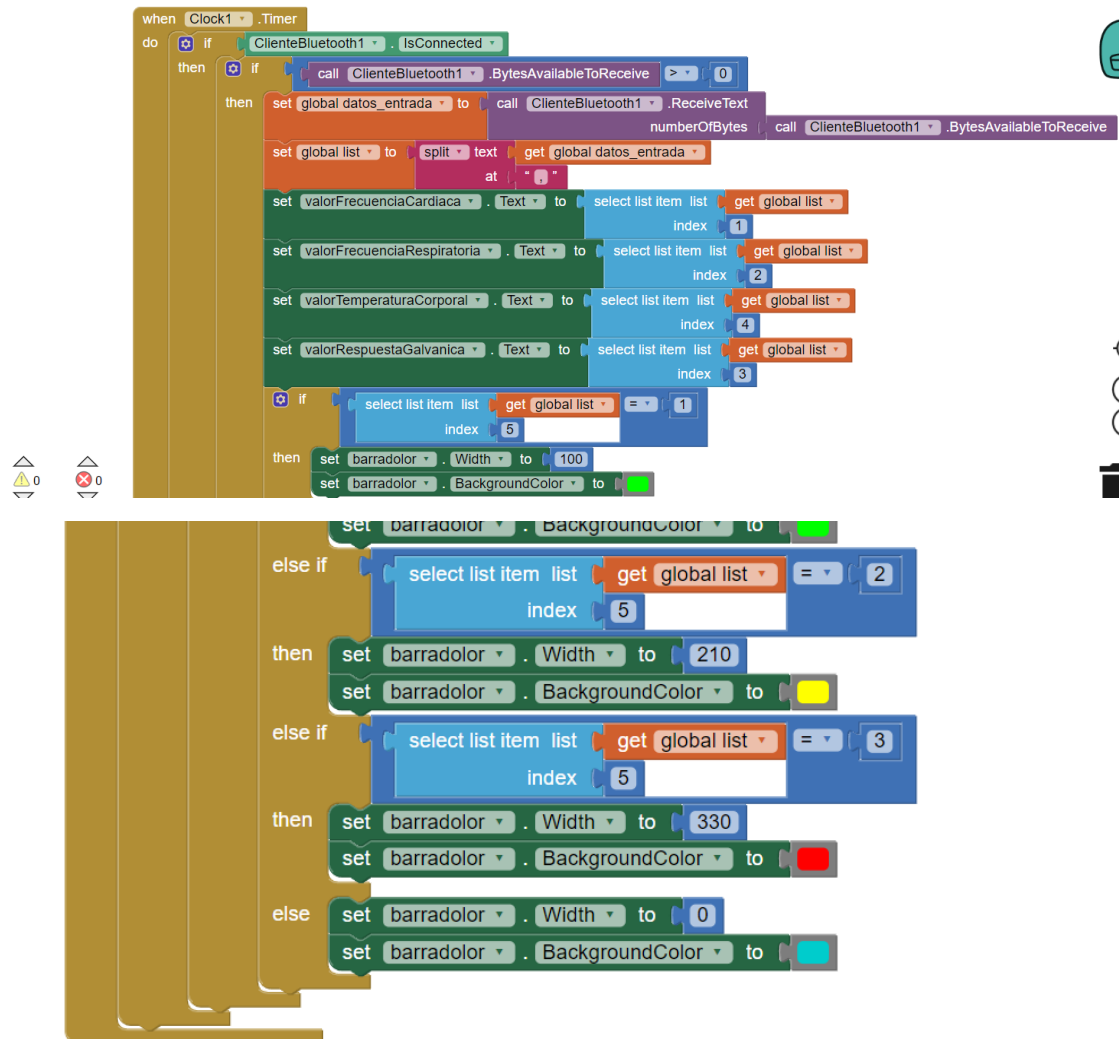 when Clock1 .Timer
do if ClienteBluetooth1 . IsConnected
then if call ClienteBluetooth1 .BytesAvailableToReceive > 0
then set global datos_entrada to call ClienteBluetooth1 .ReceiveText
numberOfBytes call ClienteBluetooth1 .BytesAvailableToReceive
set global list to split text get global datos_entrada
at " , "
set valorFrecuenciaCardiaca . Text to select list item list get global list
index 1
set valorFrecuenciaRespiratoria . Text to select list item list get global list
index 2
set valorTemperaturaCorporal . Text to select list item list get global list
index 4
set valorRespuestaGalvanica . Text to select list item list get global list
index 3
if select list item list get global list = 1
index 5
then set barradolor . Width to 100
set barradolor . BackgroundColor to
0 0
set barradolor . BackgroundColor to
else if select list item list get global list = 2
index 5
then set barradolor . Width to 210
set barradolor . BackgroundColor to
else if select list item list get global list = 3
index 5
then set barradolor . Width to 330
set barradolor . BackgroundColor to
else set barradolor . Width to 0
set barradolor . BackgroundColor to